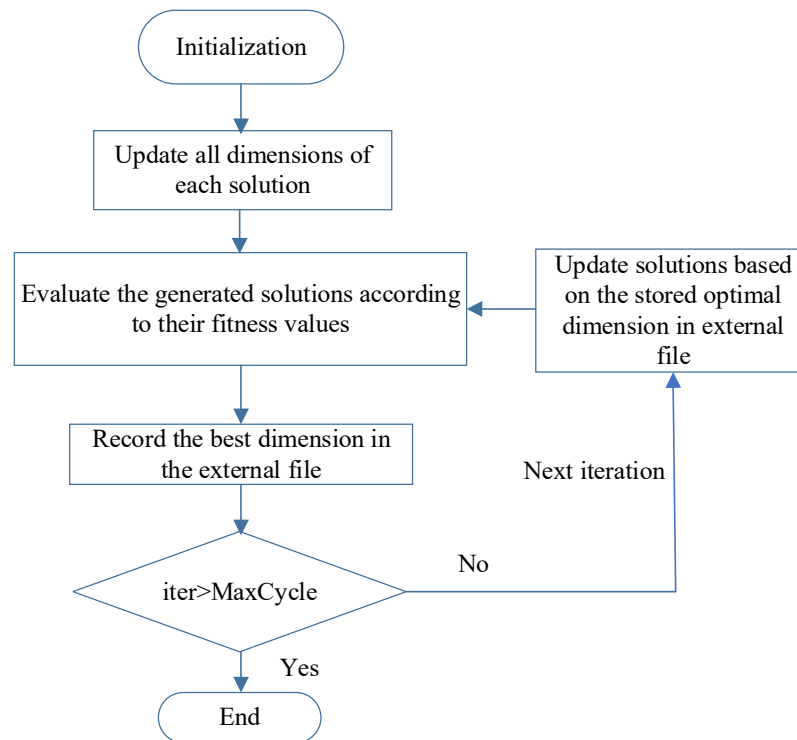 Initialization
Update all dimensions of
each solution
Evaluate the generated solutions according
to their fitness values
Update solutions based
on the stored optimal
dimension in external
file
Record the best dimension in
the external file
Next iteration
iter>MaxCycle
No
Yes
End